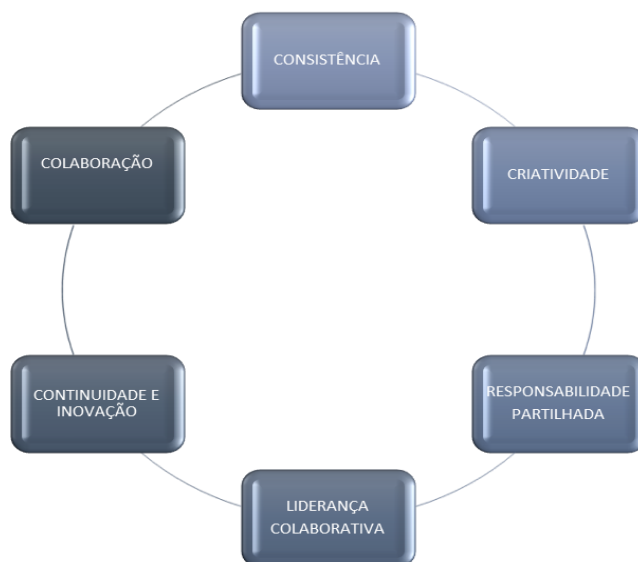 CONSISTÊNCIA
CRIATIVIDADE
RESPONSABILIDADE
PARTILHADA
LIDERANÇA
COLABORATIVA
CONTINUIDADE E
INOVAÇÃO
COLABORAÇÃO